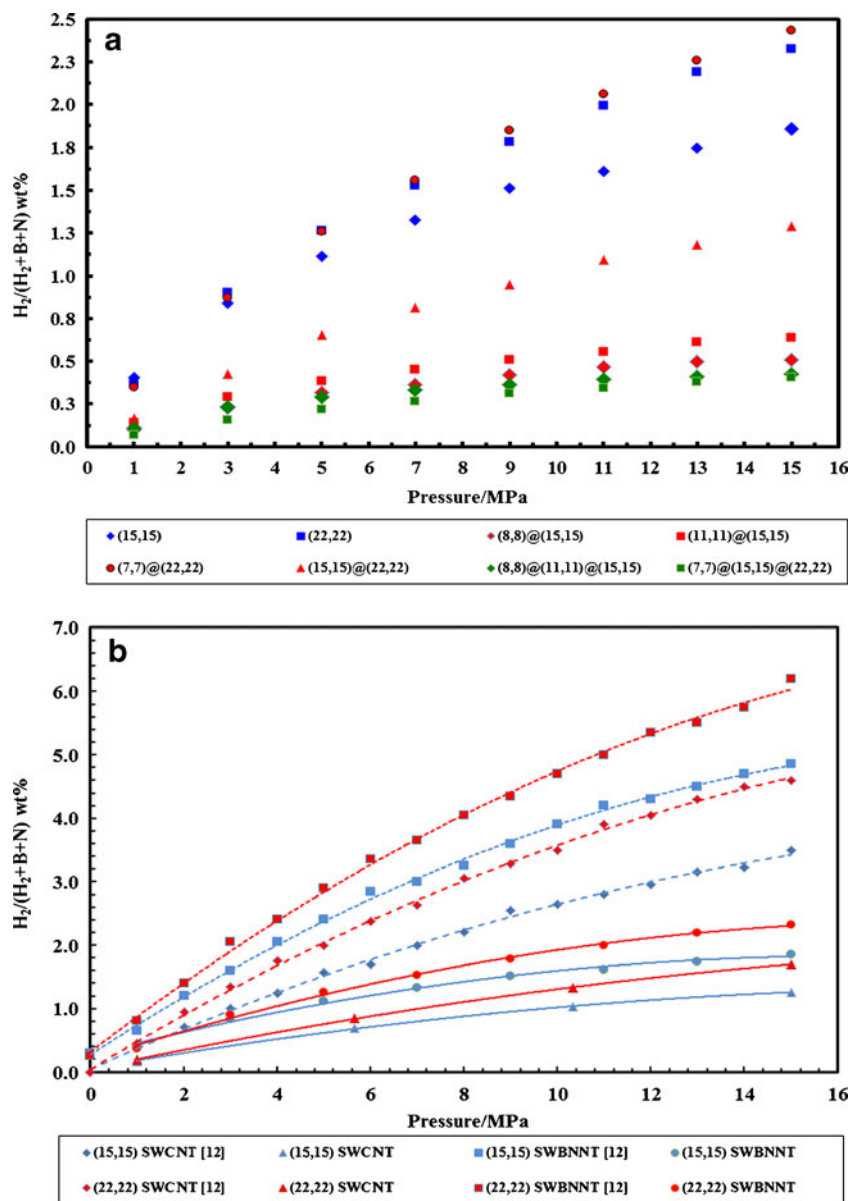 a
H2/(H2+B+N) wt%
2.5
2.3
2.0
1.8
1.5
1.3
1.0
0.8
0.5
0.3
0.0
0 1 2 3 4 5 6 7 8 9 10 11 12 13 14 15 16
Pressure/MPa
(15,15) (22,22) (8,8)@(15,15) (11,11)@(15,15)
(7,7)@(22,22) (15,15)@(22,22) (8,8)@(11,11)@(15,15) (7,7)@(15,15)@(22,22)
b
H2/(H2+B+N) wt%
7.0
6.0
5.0
4.0
3.0
2.0
1.0
0.0
0 2 4 6 8 10 12 14 16
Pressure/MPa
(15,15) SWCNT [12] (15,15) SWCNT (15,15) SWBNNT [12] (15,15) SWBNNT
(22,22) SWCNT [12] (22,22) SWCNT (22,22) SWBNNT [12] (22,22) SWBNNT